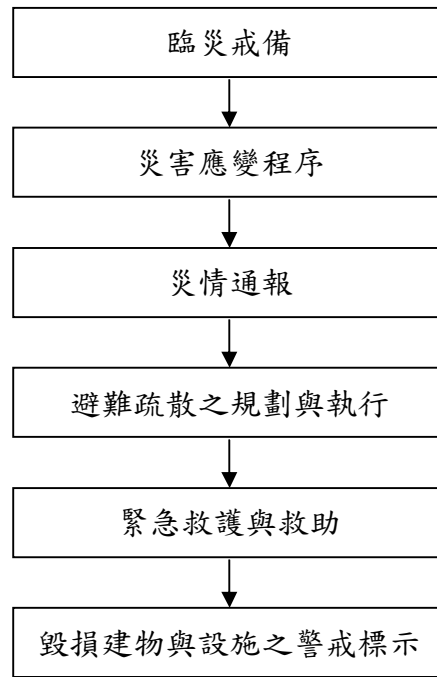 臨災戒備
災害應變程序
災情通報
避難疏散之規劃與執行
緊急救護與救助
毀損建物與設施之警戒標示